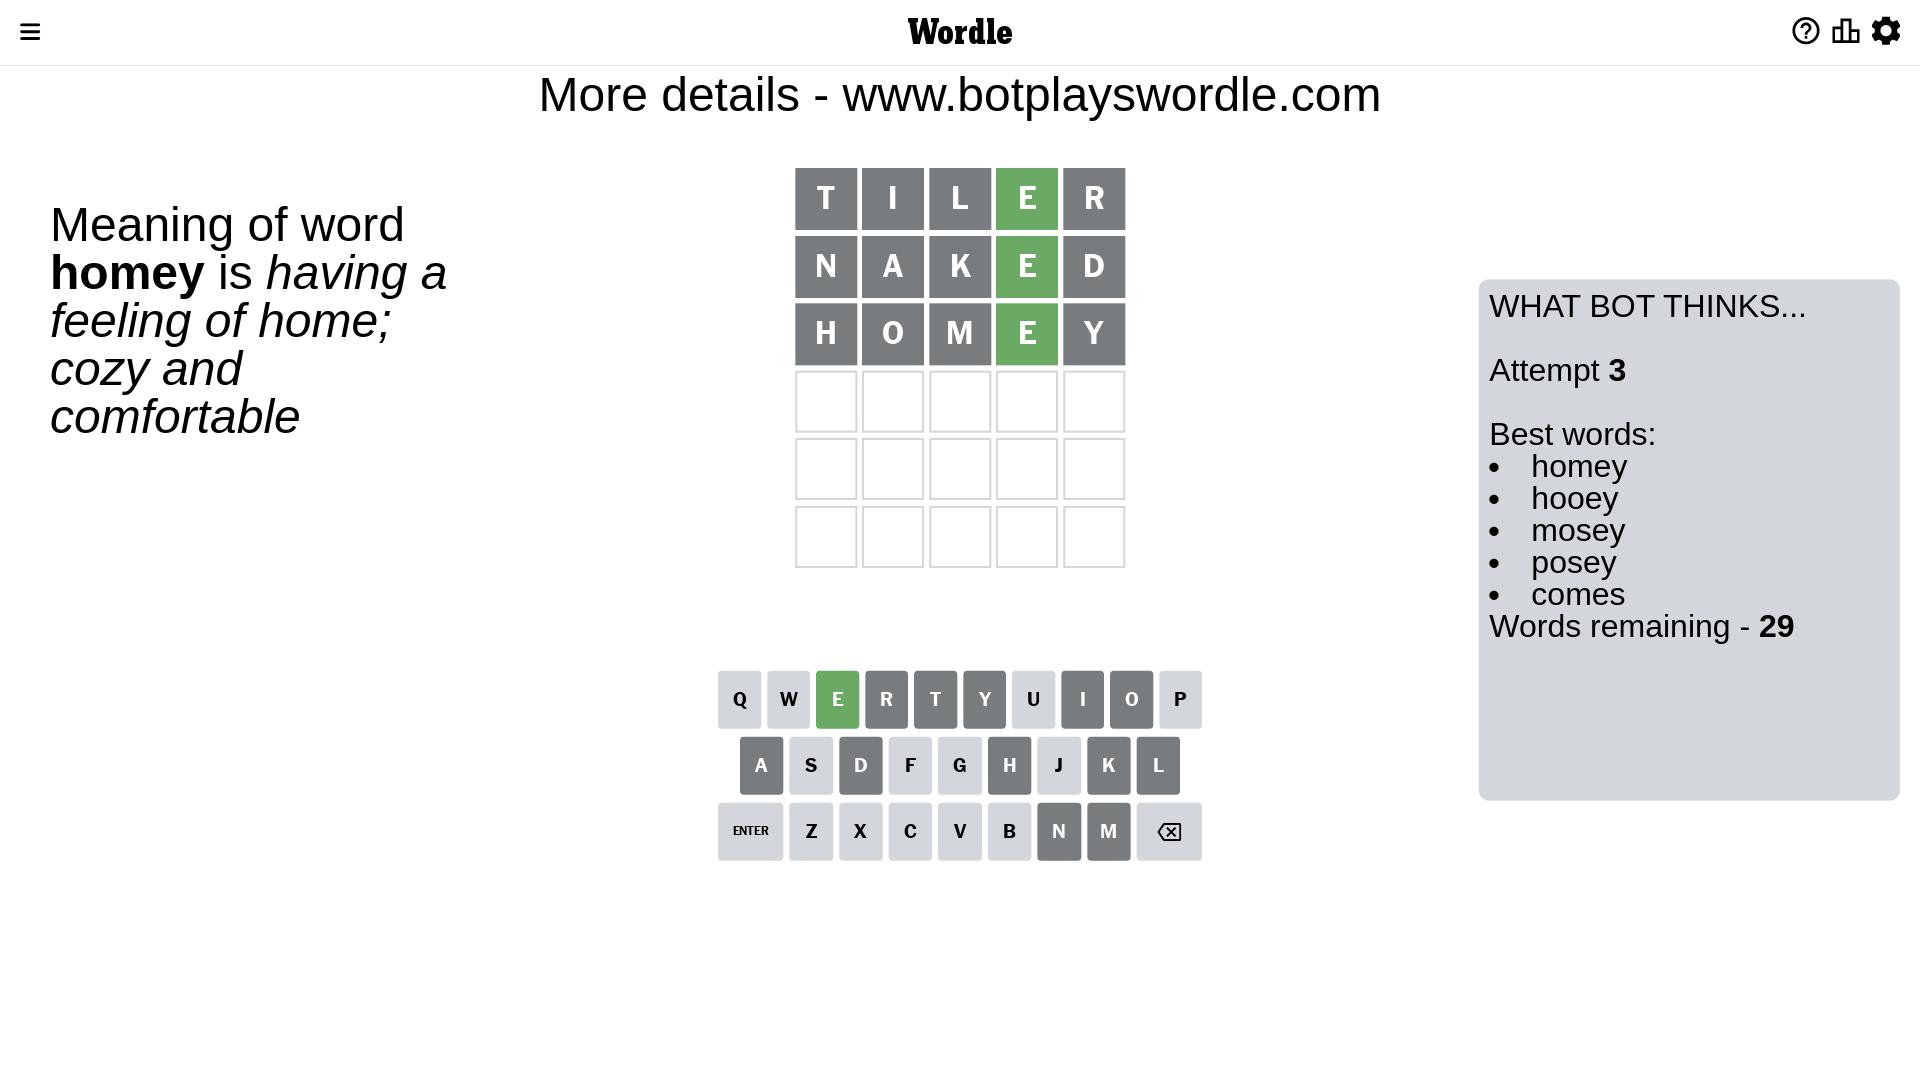 Wordle
More details - www.botplayswordle.com
Meaning of word
homey is having a
feeling of home;
cozy and
comfortable
T I L E R
N A K E D
H O M E Y
WHAT BOT THINKS...
Attempt 3
Best words:
• homey
• hooey
• mosey
• posey
• comes
Words remaining - 29
Q W E R T Y U I O P
A S D F G H J K L
ENTER Z X C V B N M